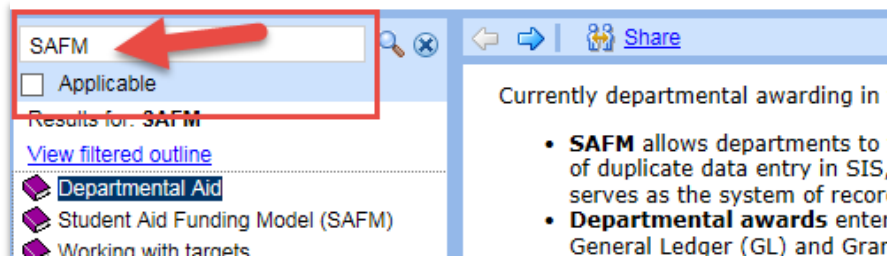 SAFM
Applicable
Results for: SAFM
View filtered outline
Departmental Aid
Student Aid Funding Model (SAFM)
Working with targets
Share
Currently departmental awarding in
• SAFM allows departments to
of duplicate data entry in SIS,
serves as the system of record
• Departmental awards enter
General Ledger (GL) and Gran